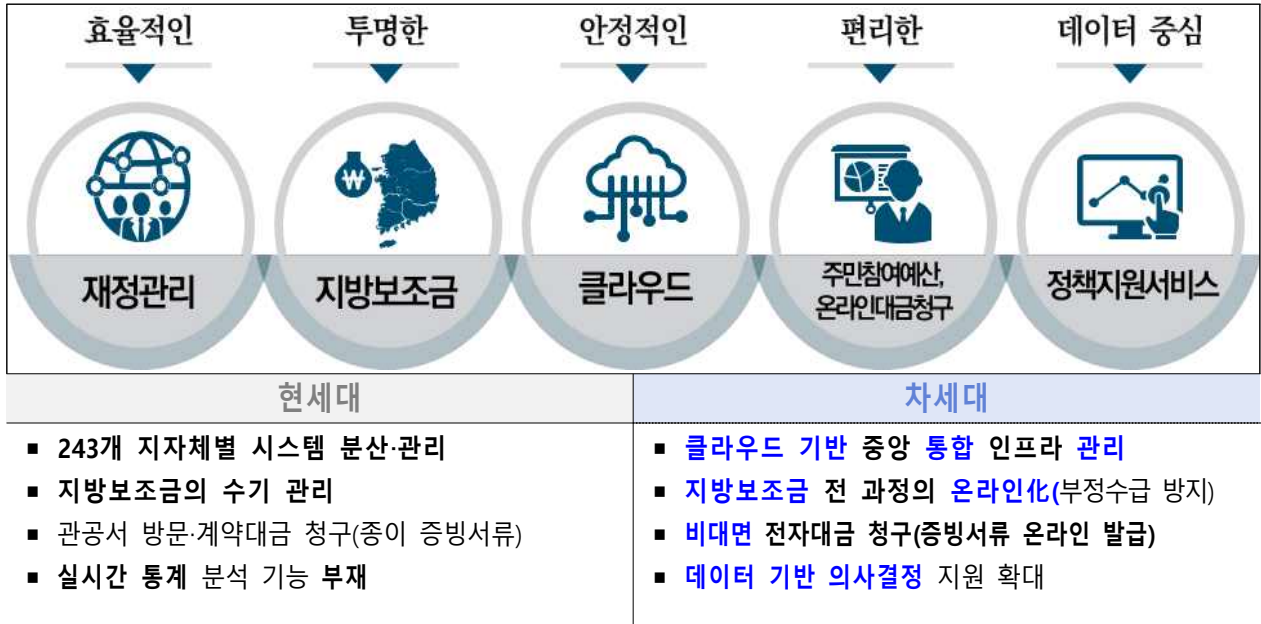 효율적인
투명한
안정적인
편리한
데이터 중심
₩
재정관리
지방보조금
클라우드
주민참여예산,
온라인대금청구
정책지원서비스
현세대
차세대
▪ 243개 지자체별 시스템 분산·관리
▪ 지방보조금의 수기 관리
▪ 관공서 방문·계약대금 청구(종이 증빙서류)
▪ 실시간 통계 분석 기능 부재
▪ 클라우드 기반 중앙 통합 인프라 관리
▪ 지방보조금 전 과정의 온라인化(부정수급 방지)
▪ 비대면 전자대금 청구(증빙서류 온라인 발급)
▪ 데이터 기반 의사결정 지원 확대